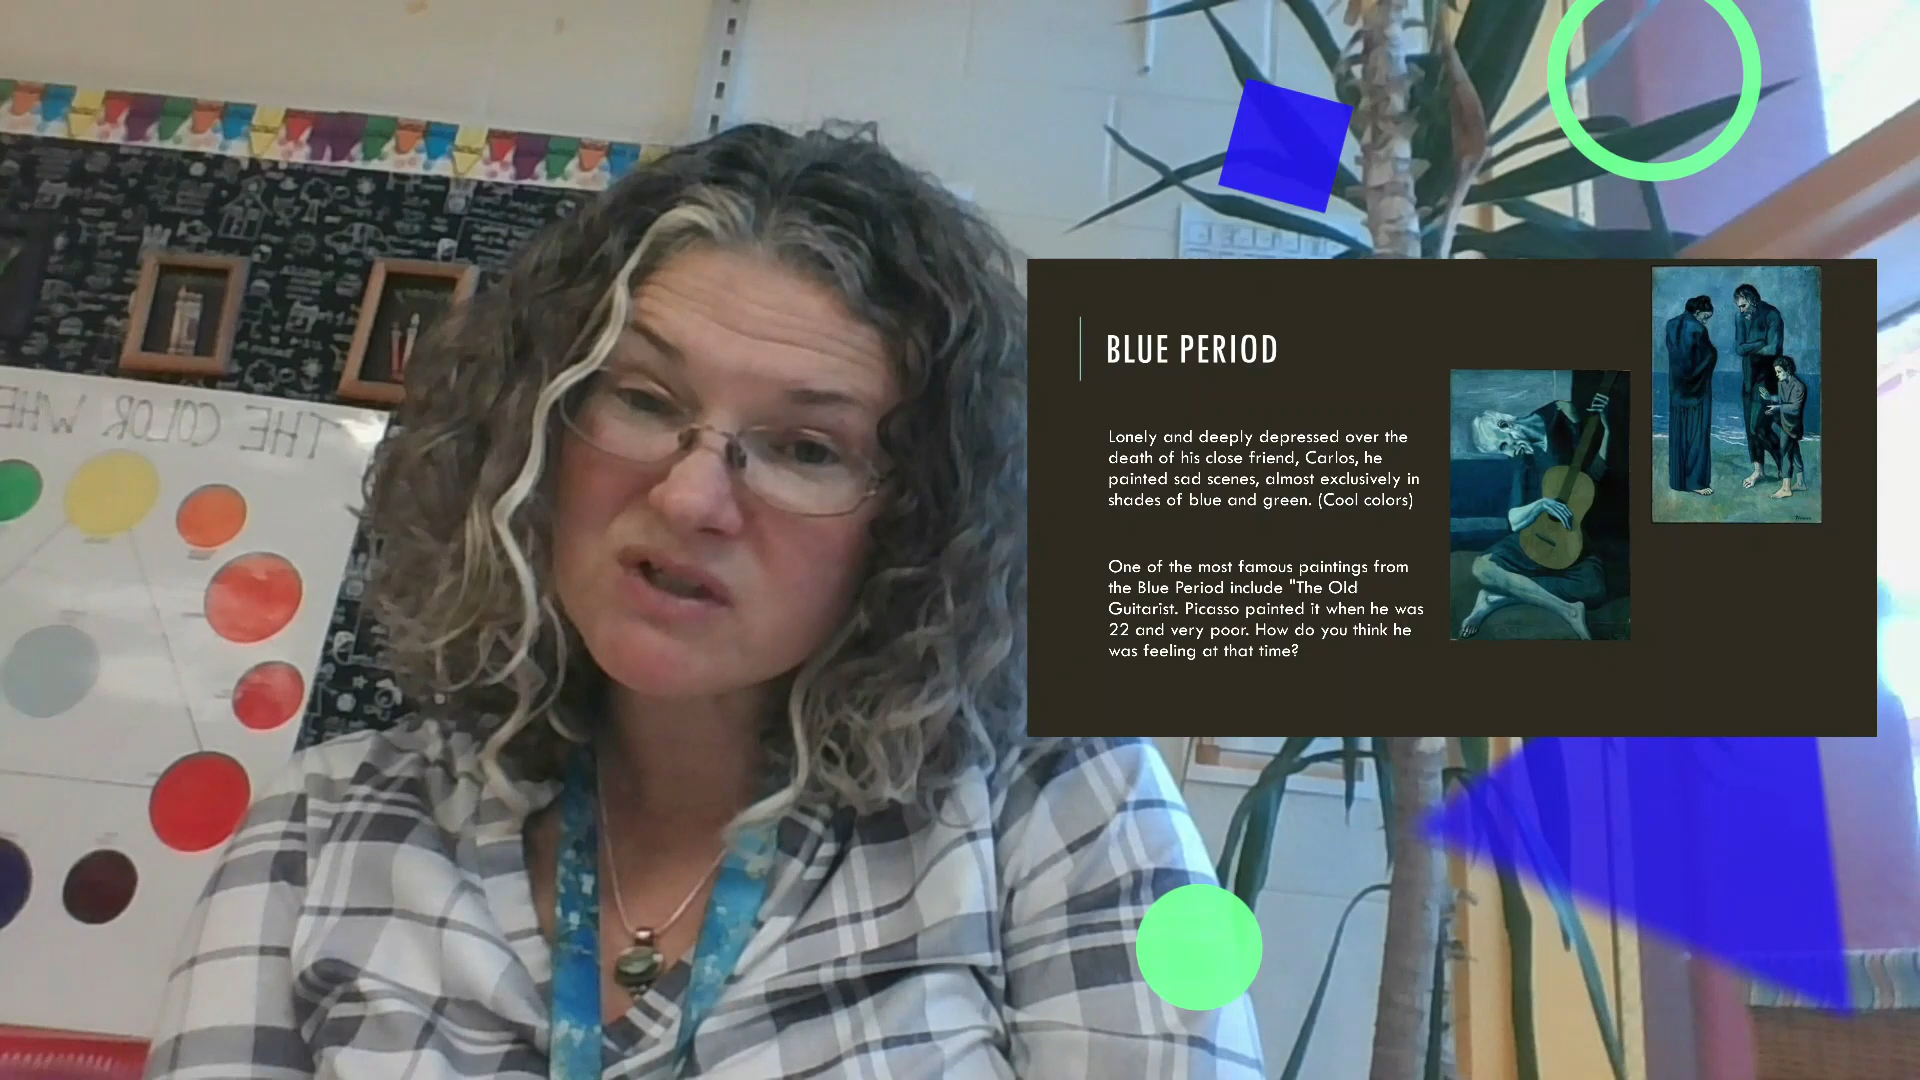 THE COLOR WHE
BLUE PERIOD
Lonely and deeply depressed over the
death of his close friend, Carlos, he
painted sad scenes, almost exclusively in
shades of blue and green. (Cool colors)
One of the most famous paintings from
the Blue Period include "The Old
Guitarist. Picasso painted it when he was
22 and very poor. How do you think he
was feeling at that time?